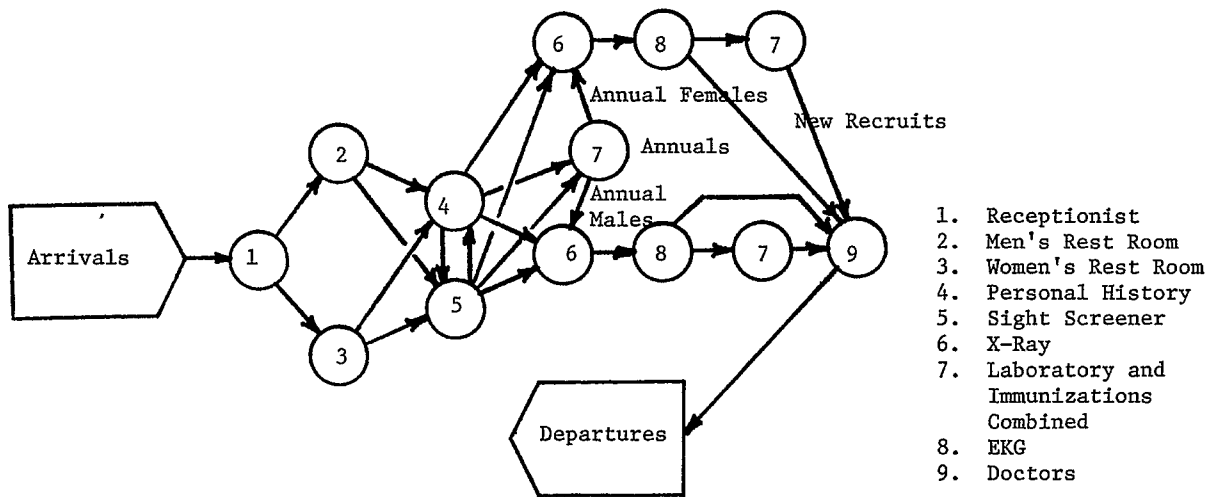 6
8
7
Annual Females
New Recruits
2
7
Annuals
4
Annual
Males
Arrivals
1
6
8
7
9
5
3
Departures
1. Receptionist
2. Men's Rest Room
3. Women's Rest Room
4. Personal History
5. Sight Screener
6. X-Ray
7. Laboratory and
Immunizations
Combined
8. EKG
9. Doctors